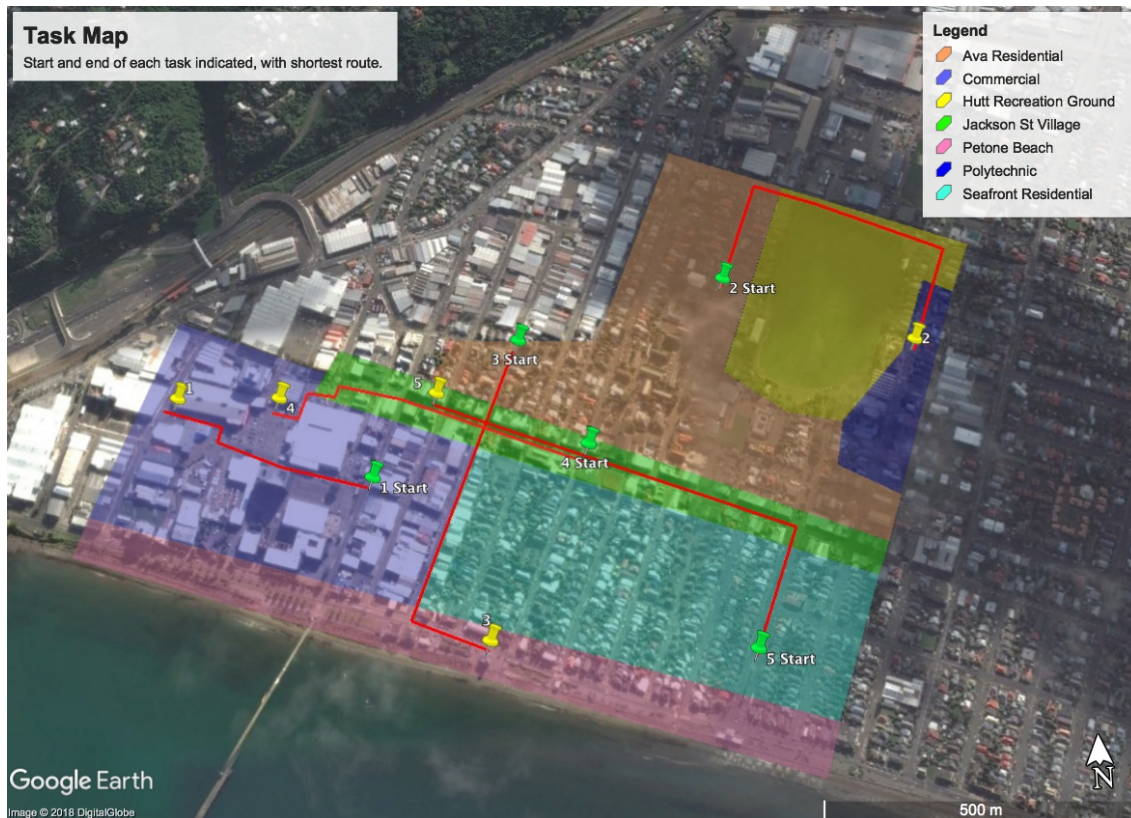 Task Map
Start and end of each task indicated, with shortest route.
Legend
Ava Residential
Commercial
Hutt Recreation Ground
Jackson St Village
Petone Beach
Polytechnic
Seafront Residential
2 Start
2
3 Start
5
1
4
4 Start
1 Start
3
5 Start
N
Google Earth
Image © 2018 DigitalGlobe
500 m